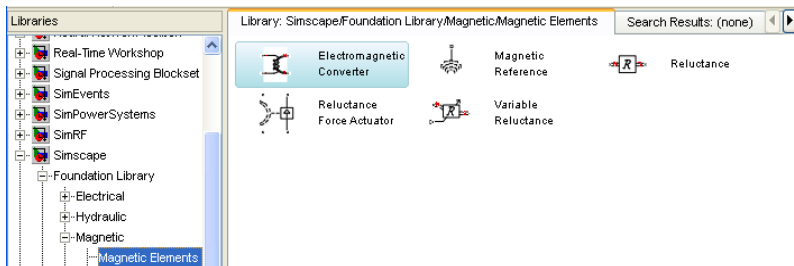 Libraries
Library: Simscape/Foundation Library/Magnetic/Magnetic Elements
Search Results: (none)
Real-Time Workshop
Signal Processing Blockset
SimEvents
SimPowerSystems
SimRF
Simscape
Foundation Library
Electrical
Hydraulic
Magnetic
Magnetic Elements
Electromagnetic
Converter
Magnetic
Reference
R
Reluctance
Reluctance
Force Actuator
R
Variable
Reluctance